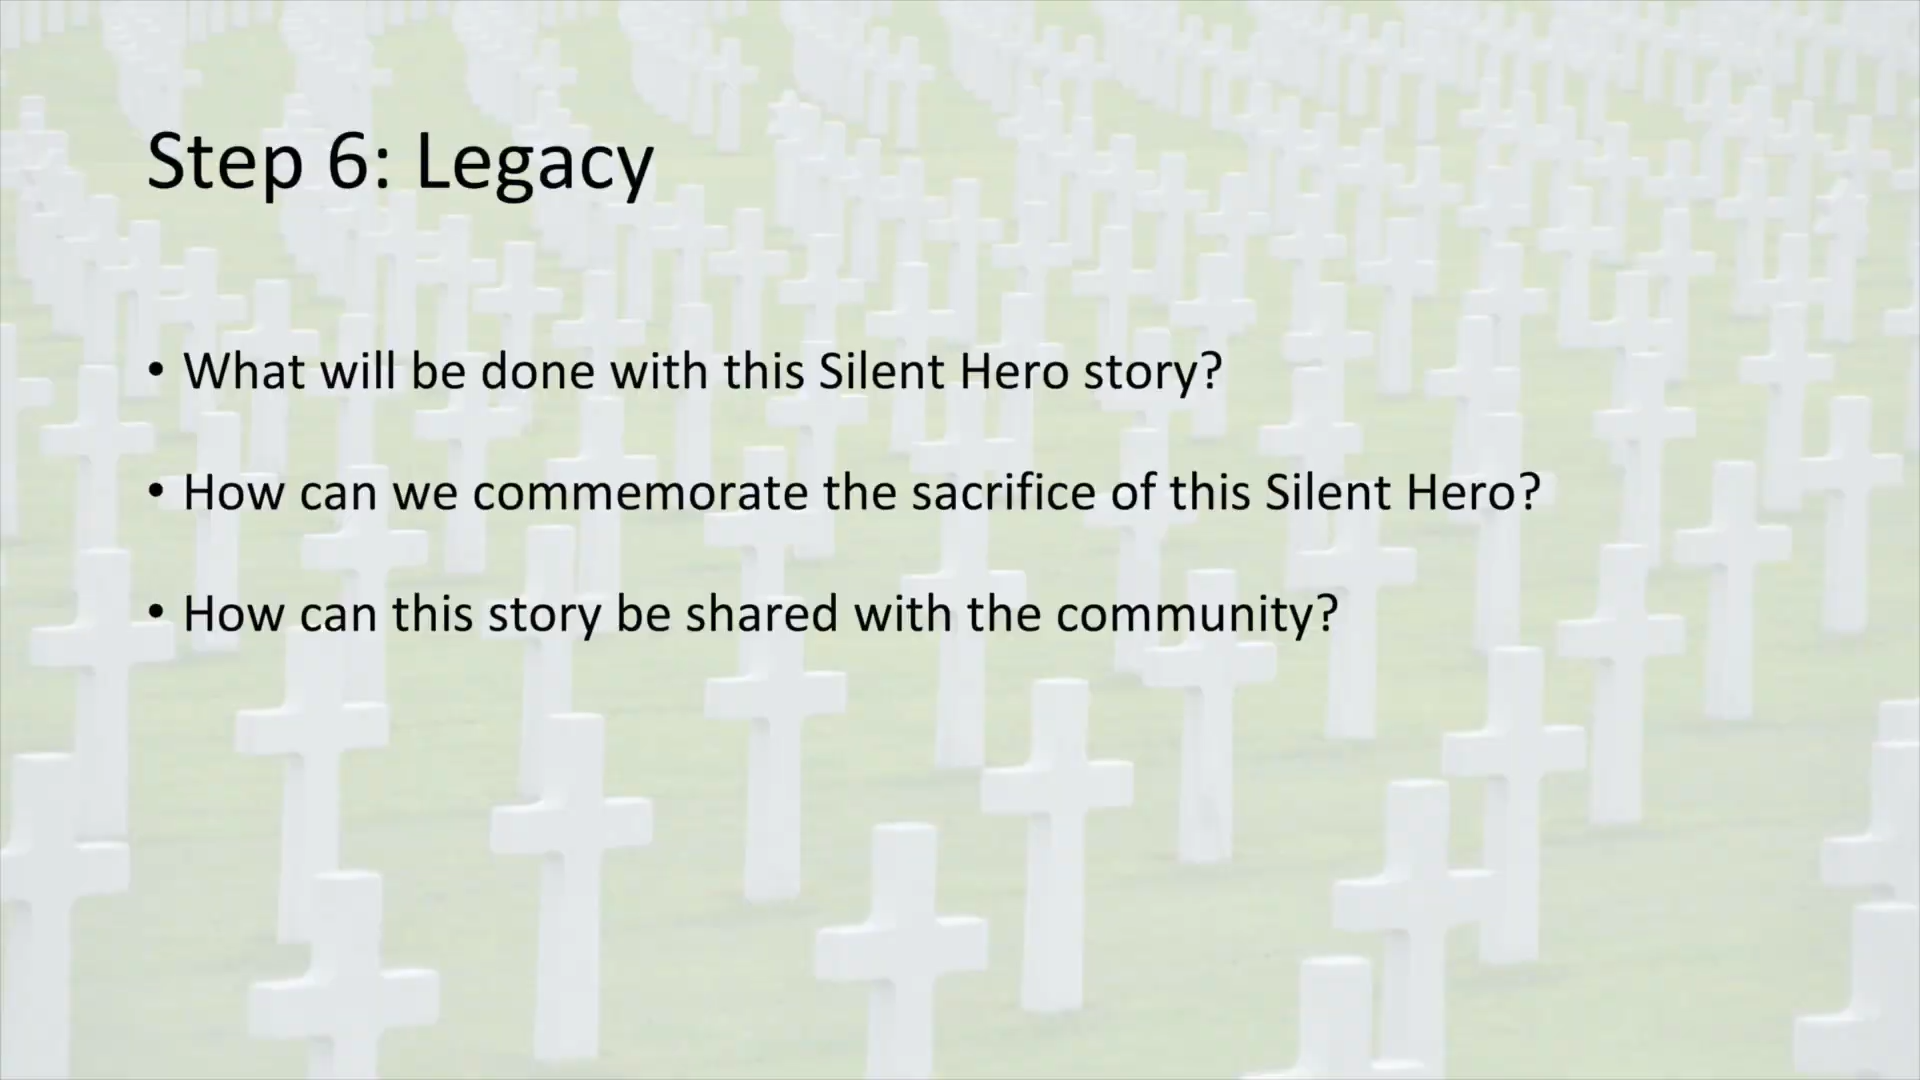 Step 6: Legacy
• What will be done with this Silent Hero story?
• How can we commemorate the sacrifice of this Silent Hero?
• How can this story be shared with the community?